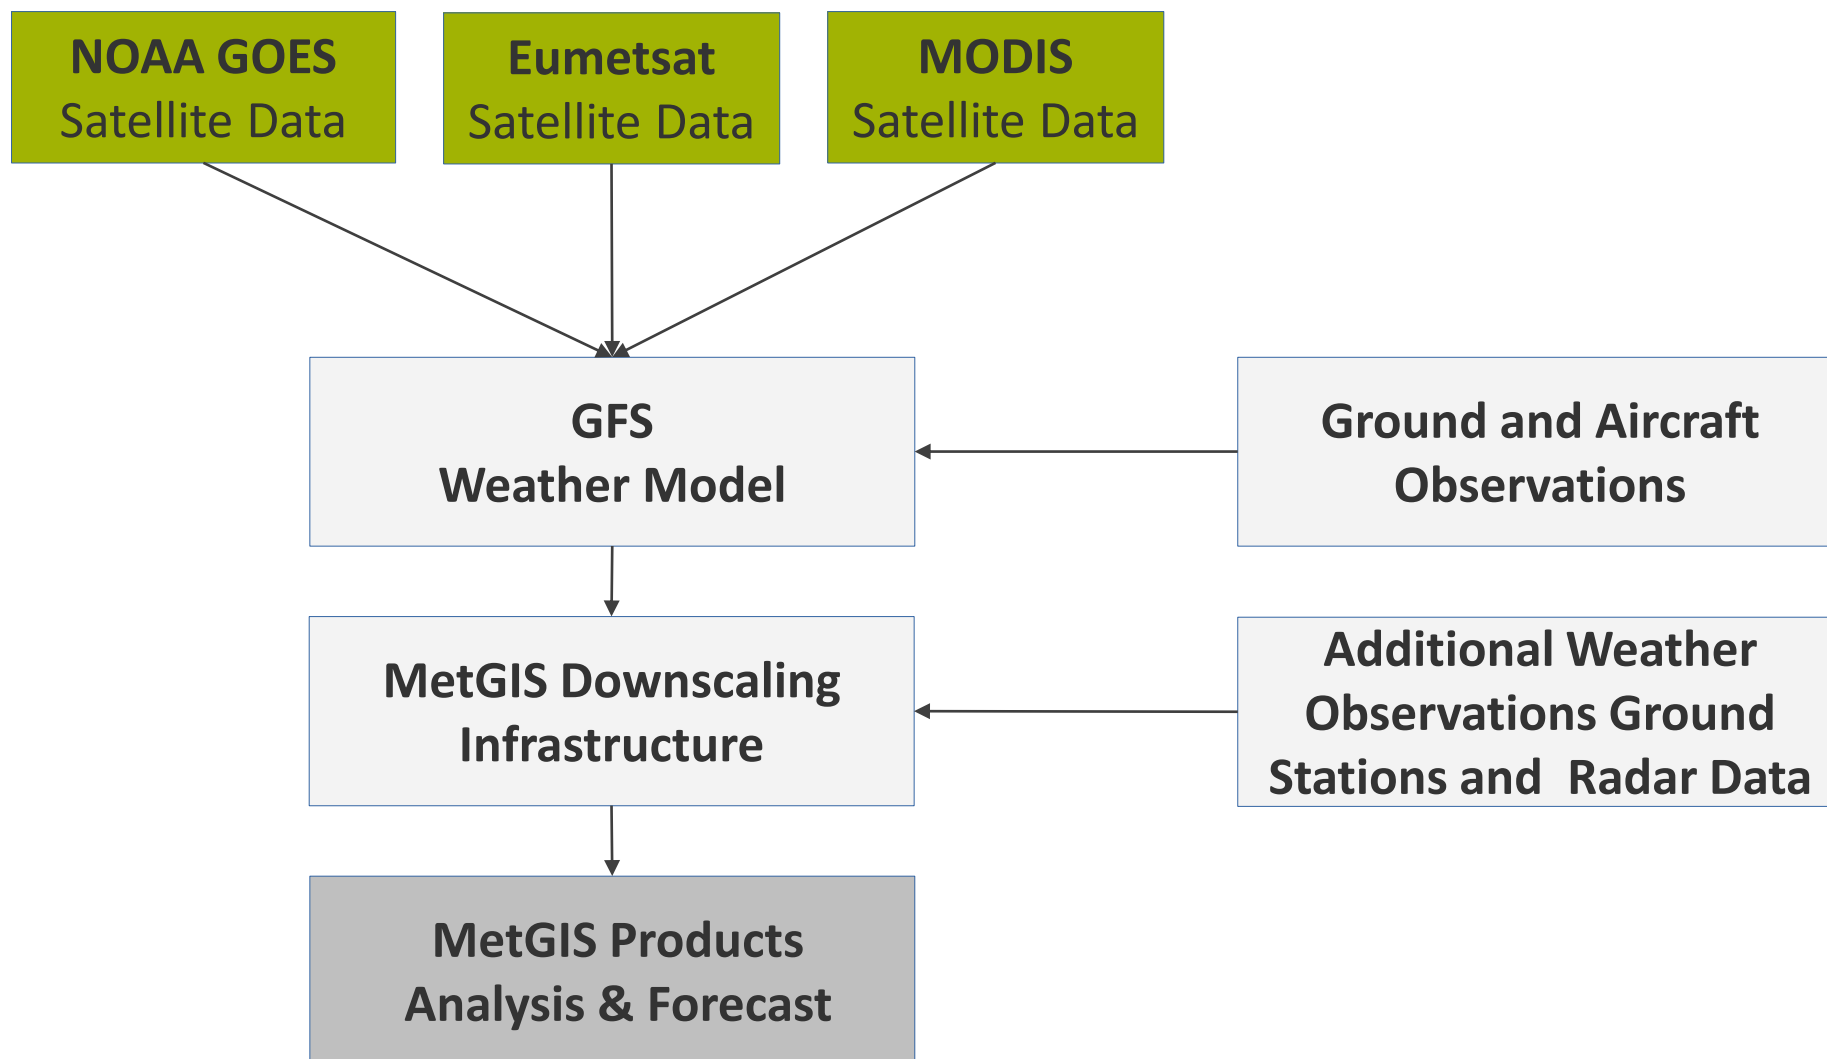 NOAA GOES
Satellite Data
Eumetsat
Satellite Data
MODIS
Satellite Data
GFS
Weather Model
Ground and Aircraft
Observations
MetGIS Downscaling
Infrastructure
Additional Weather
Observations Ground
Stations and  Radar Data
MetGIS Products
Analysis & Forecast